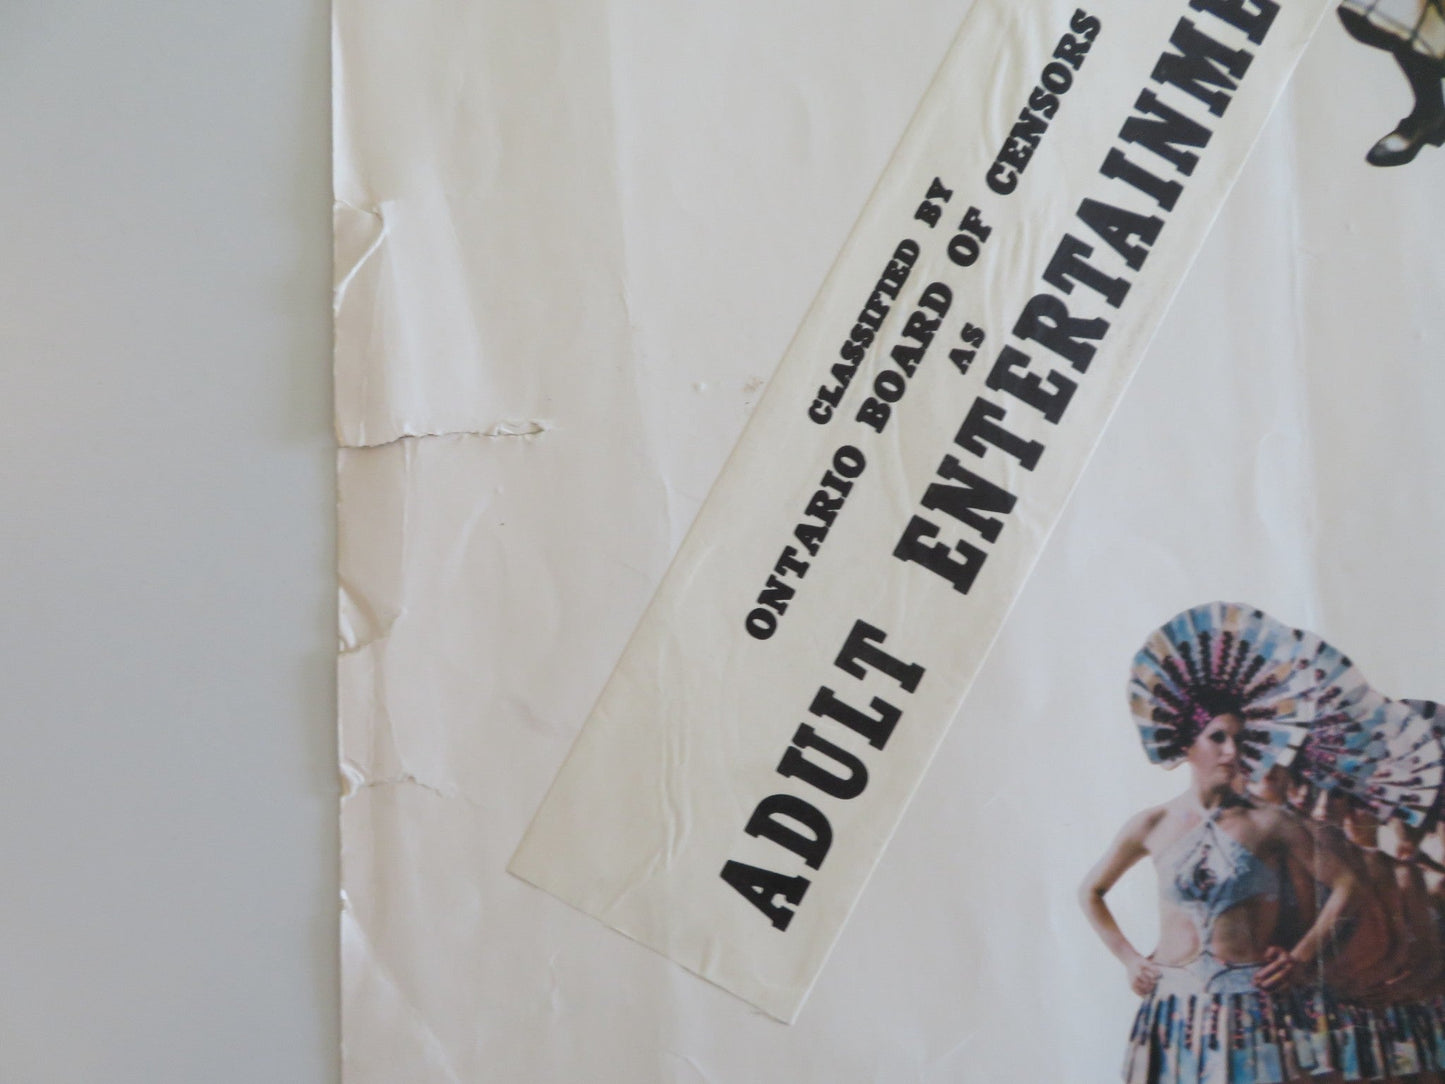 CLASSIFIED BY
ONTARIO BOARD OF CENSORS
AS
ADULT ENTERTAINME